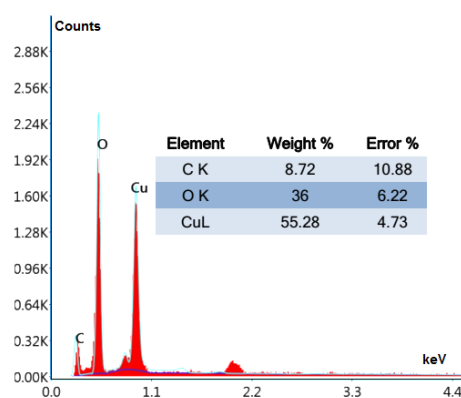 Counts
2.88K
2.56K
2.24K
1.92K
1.60K
1.28K
0.96K
0.64K
0.32K
0.00K
O
Cu
C
Element Weight % Error %
C K 8.72 10.88
O K 36 6.22
CuL 55.28 4.73
keV
0.0 1.1 2.2 3.3 4.4